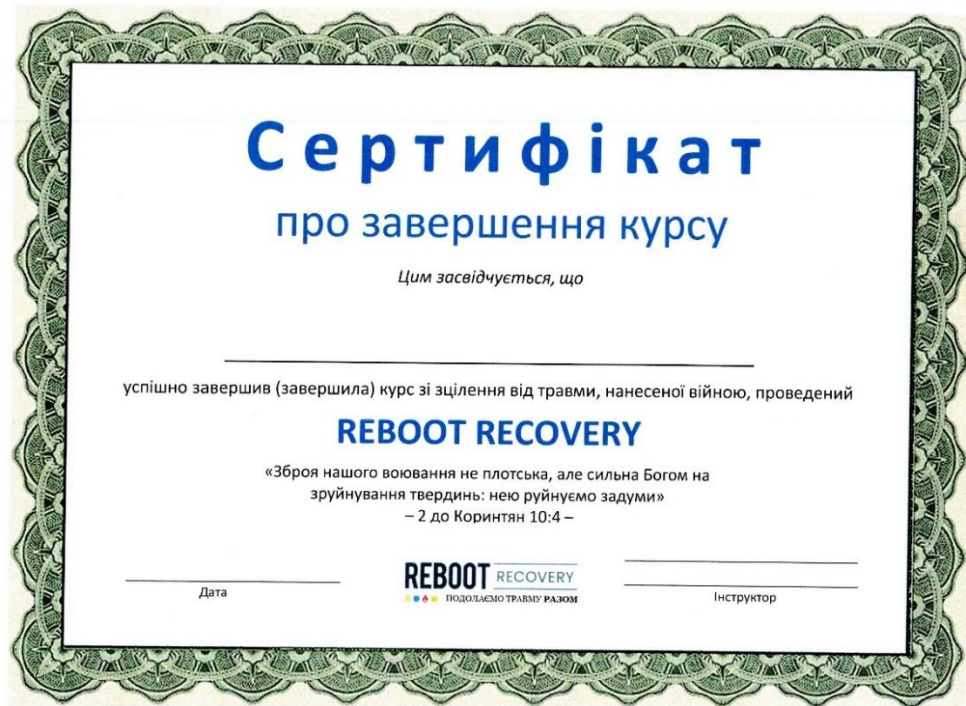 Сертифікат
про завершення курсу
Цим засвідчується, що
успішно завершив (завершила) курс зі зцілення від травми, нанесеної війною, проведений
REBOOT RECOVERY
«Зброя нашого воювання не плотська, але сильна Богом на
зруйнування твердинь: нею руйнуємо задуми»
– 2 до Коринтян 10:4 –
Дата
REBOOT RECOVERY
ПОДОЛАЄМО ТРАВМУ РАЗОМ
Інструктор